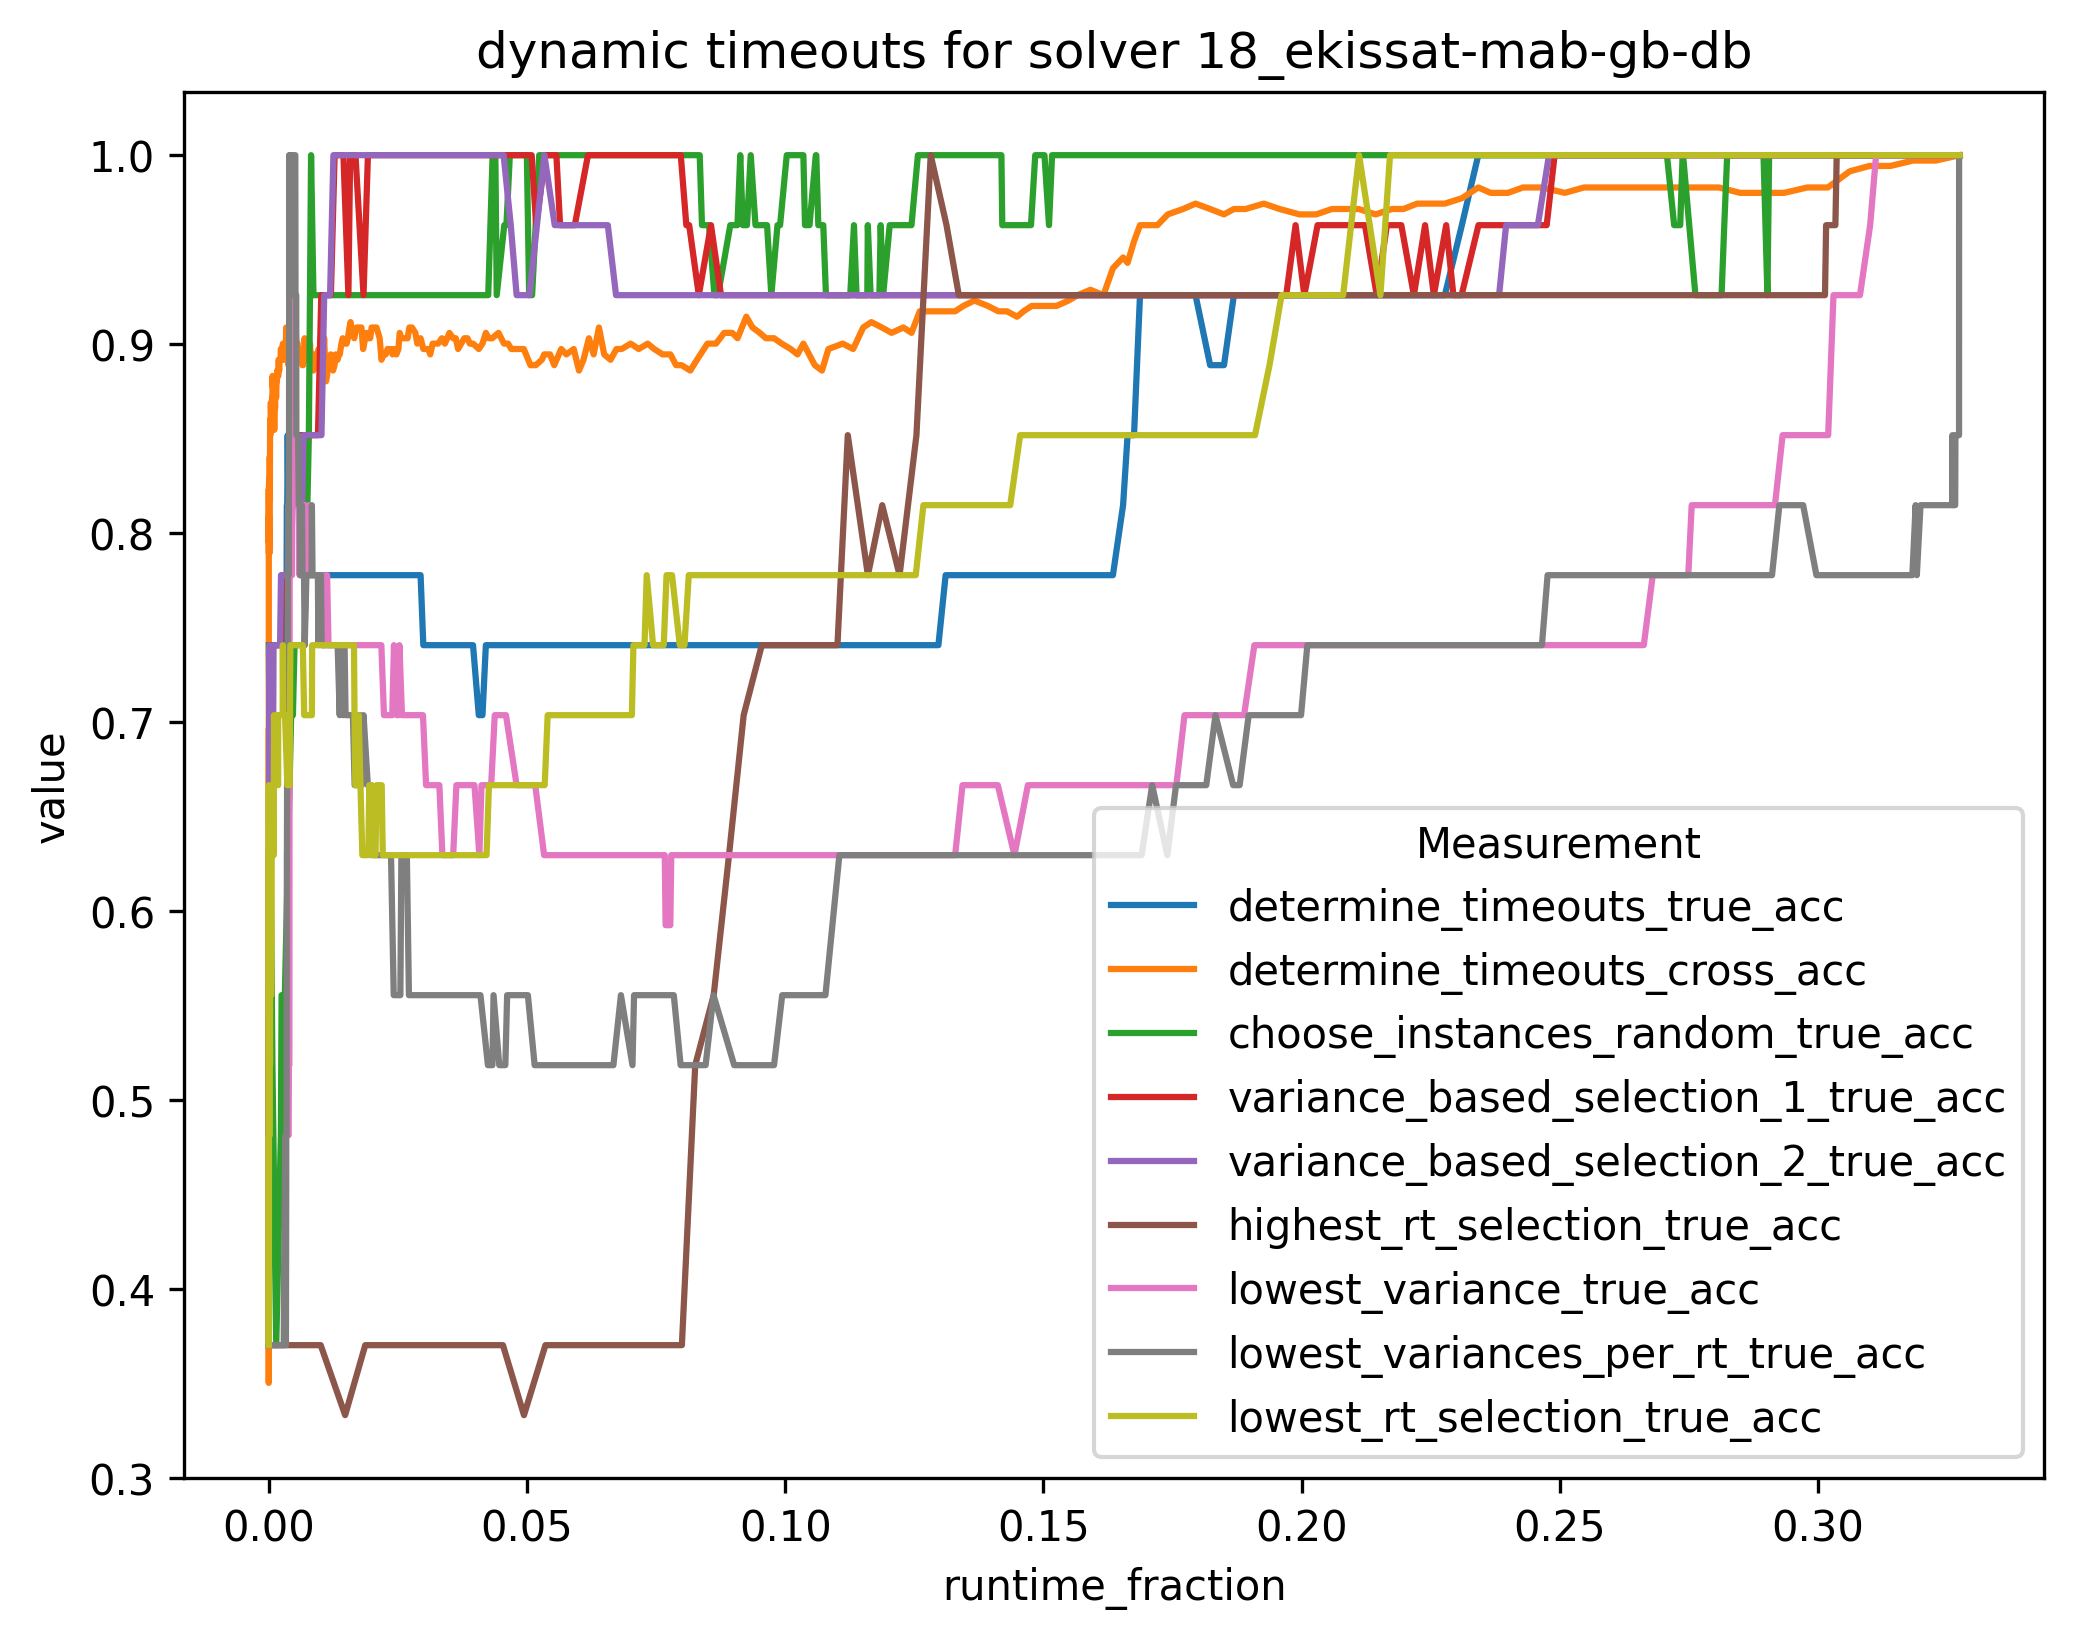 dynamic timeouts for solver 18_ekissat-mab-gb-db
1.0
0.9
0.8
0.7
0.6
0.5
0.4
0.3
value
0.00 0.05 0.10 0.15 0.20 0.25 0.30
runtime_fraction
Measurement
determine_timeouts_true_acc
determine_timeouts_cross_acc
choose_instances_random_true_acc
variance_based_selection_1_true_acc
variance_based_selection_2_true_acc
highest_rt_selection_true_acc
lowest_variance_true_acc
lowest_variances_per_rt_true_acc
lowest_rt_selection_true_acc